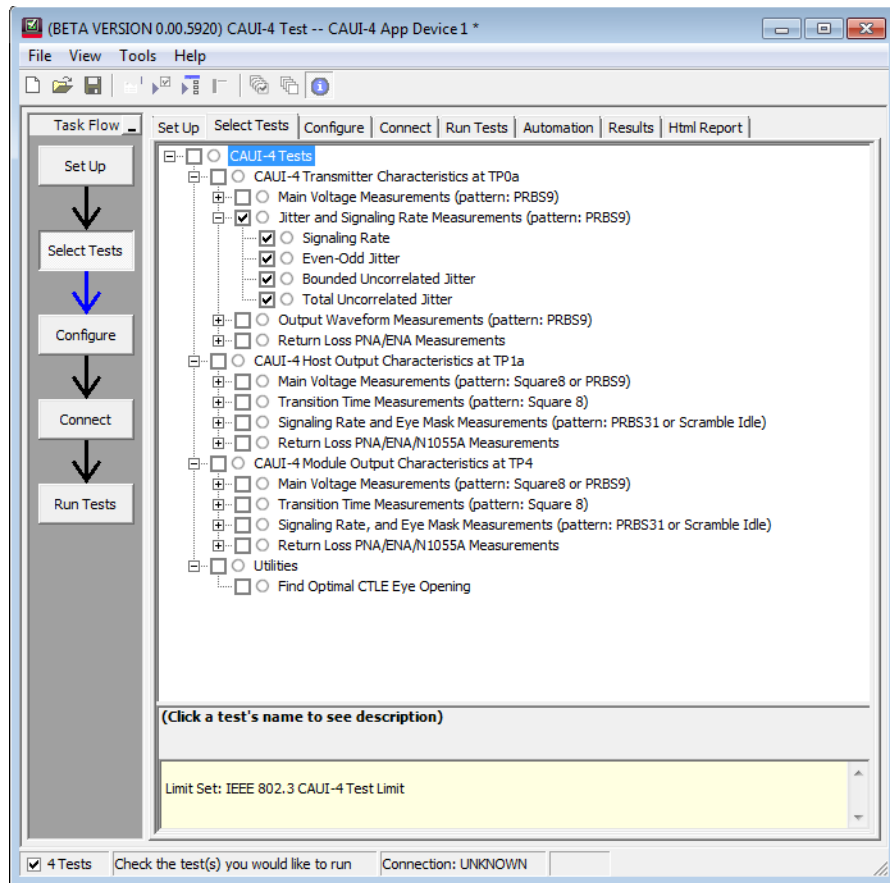 (BETA VERSION 0.00.5920) CAUI-4 Test -- CAUI-4 App Device 1 *
File View Tools Help
Task Flow
Set Up Select Tests Configure Connect Run Tests Automation Results Html Report
Set Up
Select Tests
Configure
Connect
Run Tests
CAUI-4 Tests
CAUI-4 Transmitter Characteristics at TP0a
Main Voltage Measurements (pattern: PRBS9)
Jitter and Signaling Rate Measurements (pattern: PRBS9)
Signaling Rate
Even-Odd Jitter
Bounded Uncorrelated Jitter
Total Uncorrelated Jitter
Output Waveform Measurements (pattern: PRBS9)
Return Loss PNA/ENA Measurements
CAUI-4 Host Output Characteristics at TP1a
Main Voltage Measurements (pattern: Square8 or PRBS9)
Transition Time Measurements (pattern: Square 8)
Signaling Rate and Eye Mask Measurements (pattern: PRBS31 or Scramble Idle)
Return Loss PNA/ENA/N1055A Measurements
CAUI-4 Module Output Characteristics at TP4
Main Voltage Measurements (pattern: Square8 or PRBS9)
Transition Time Measurements (pattern: Square 8)
Signaling Rate, and Eye Mask Measurements (pattern: PRBS31 or Scramble Idle)
Return Loss PNA/ENA/N1055A Measurements
Utilities
Find Optimal CTLE Eye Opening
(Click a test's name to see description)
Limit Set: IEEE 802.3 CAUI-4 Test Limit
4 Tests Check the test(s) you would like to run Connection: UNKNOWN